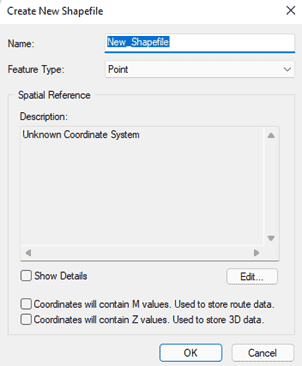 Create New Shapefile
Name:
New_Shapefile
Feature Type:
Point
Spatial Reference
Description:
Unknown Coordinate System
Show Details
Edit...
Coordinates will contain M values. Used to store route data.
Coordinates will contain Z values. Used to store 3D data.
OK
Cancel